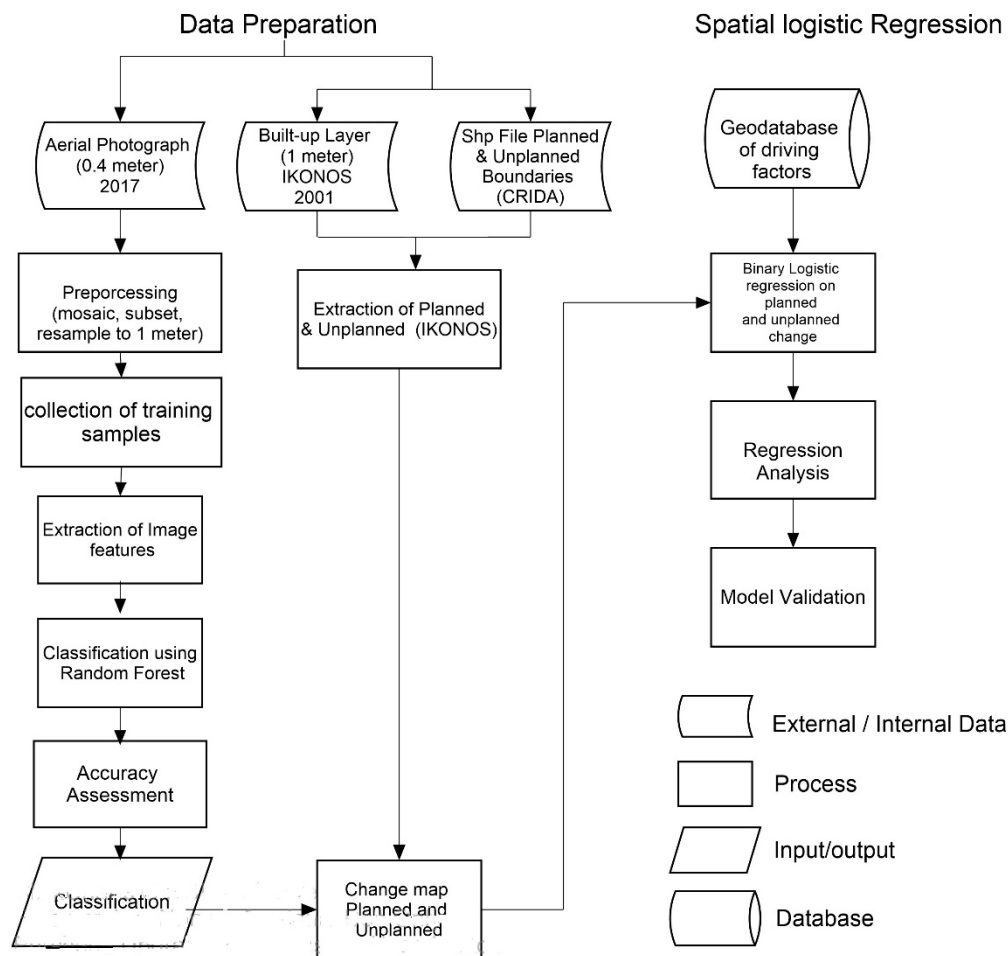 Data Preparation
Spatial logistic Regression
Aerial Photograph
(0.4 meter)
2017
Built-up Layer
(1 meter)
IKONOS
2001
Shp File Planned
& Unplanned
Boundaries
(CRIDA)
Geodatabase
of driving
factors
Preporcessing
(mosaic, subset,
resample to 1 meter)
Extraction of Planned
& Unplanned (IKONOS)
Binary Logistic
regression on
planned
and unplanned
change
collection of training
samples
Regression
Analysis
Extraction of Image
features
Model Validation
Classification using
Random Forest
Accuracy
Assessment
Classification
Change map
Planned and
Unplanned
External / Internal Data
Process
Input/output
Database